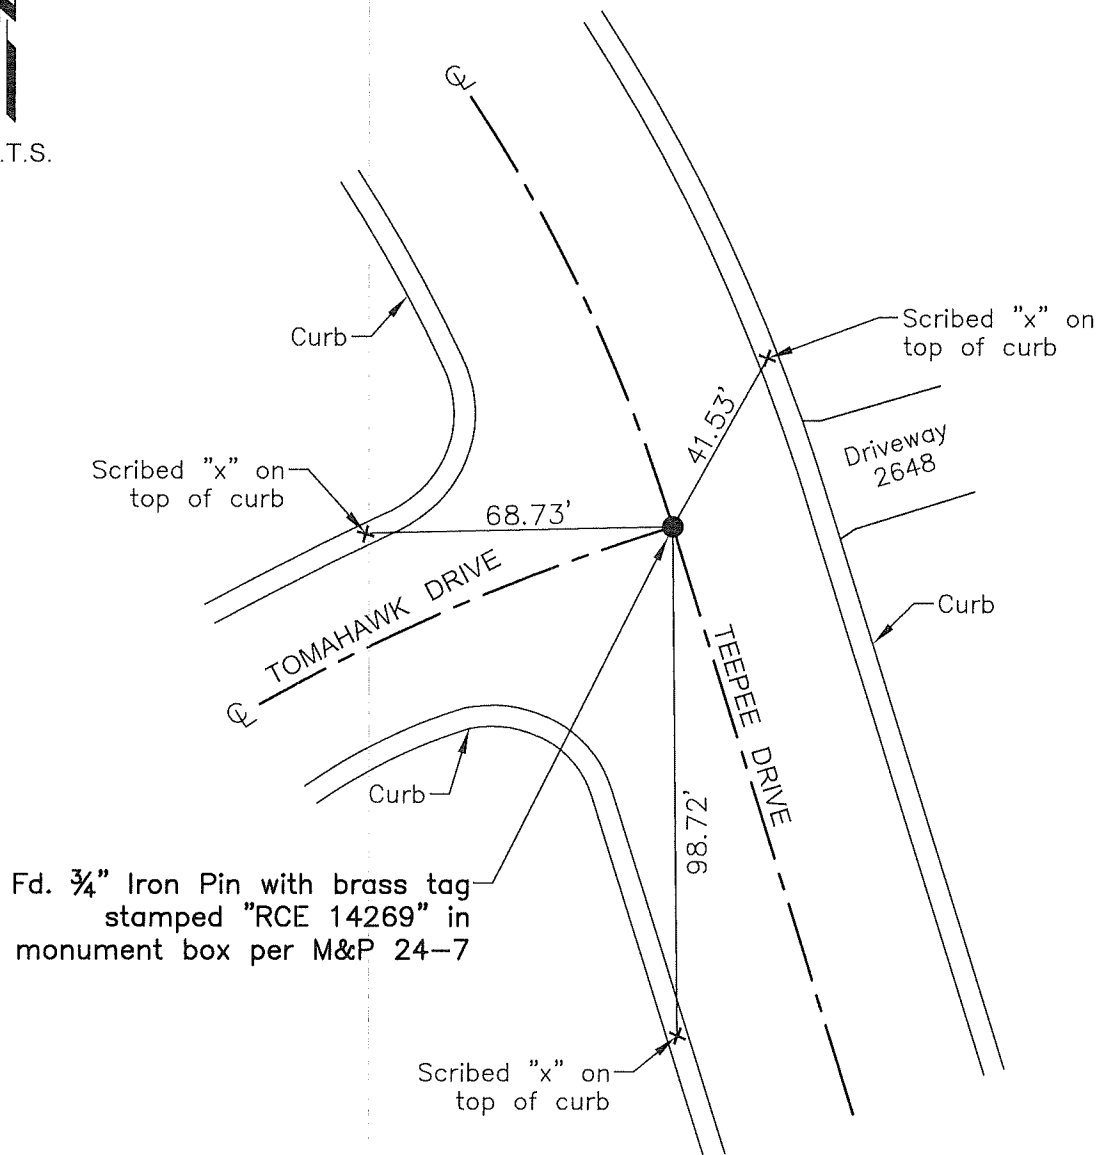 ℄
.T.S.
Scribed "x" on
top of curb
Curb
41.53'
Driveway
2648
Scribed "x" on
top of curb
68.73'
TOMAHAWK DRIVE
Curb
TEEPEE DRIVE
℄
Curb
98.72'
Fd. ¾" Iron Pin with brass tag
stamped "RCE 14269" in
monument box per M&P 24-7
Scribed "x" on
top of curb